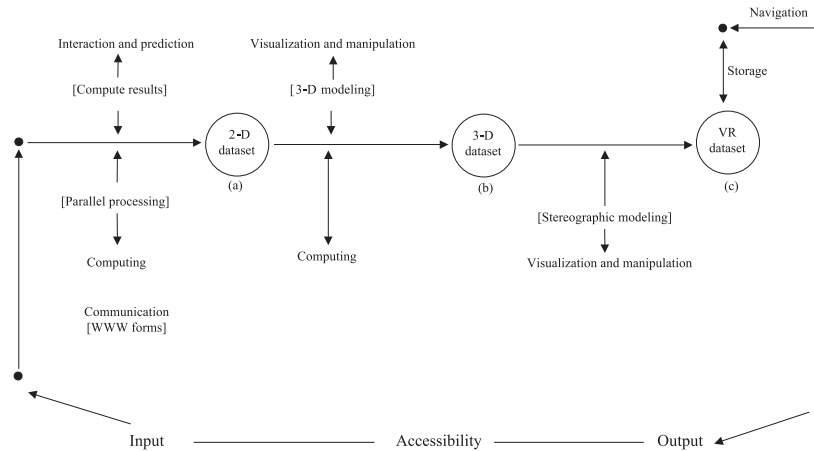 Navigation
Interaction and prediction
Visualization and manipulation
[Compute results]
[3-D modeling]
Storage
2-D
dataset
3-D
dataset
VR
dataset
(a)
(b)
(c)
[Parallel processing]
[Stereographic modeling]
Computing
Computing
Visualization and manipulation
Communication
[WWW forms]
Input
Accessibility
Output